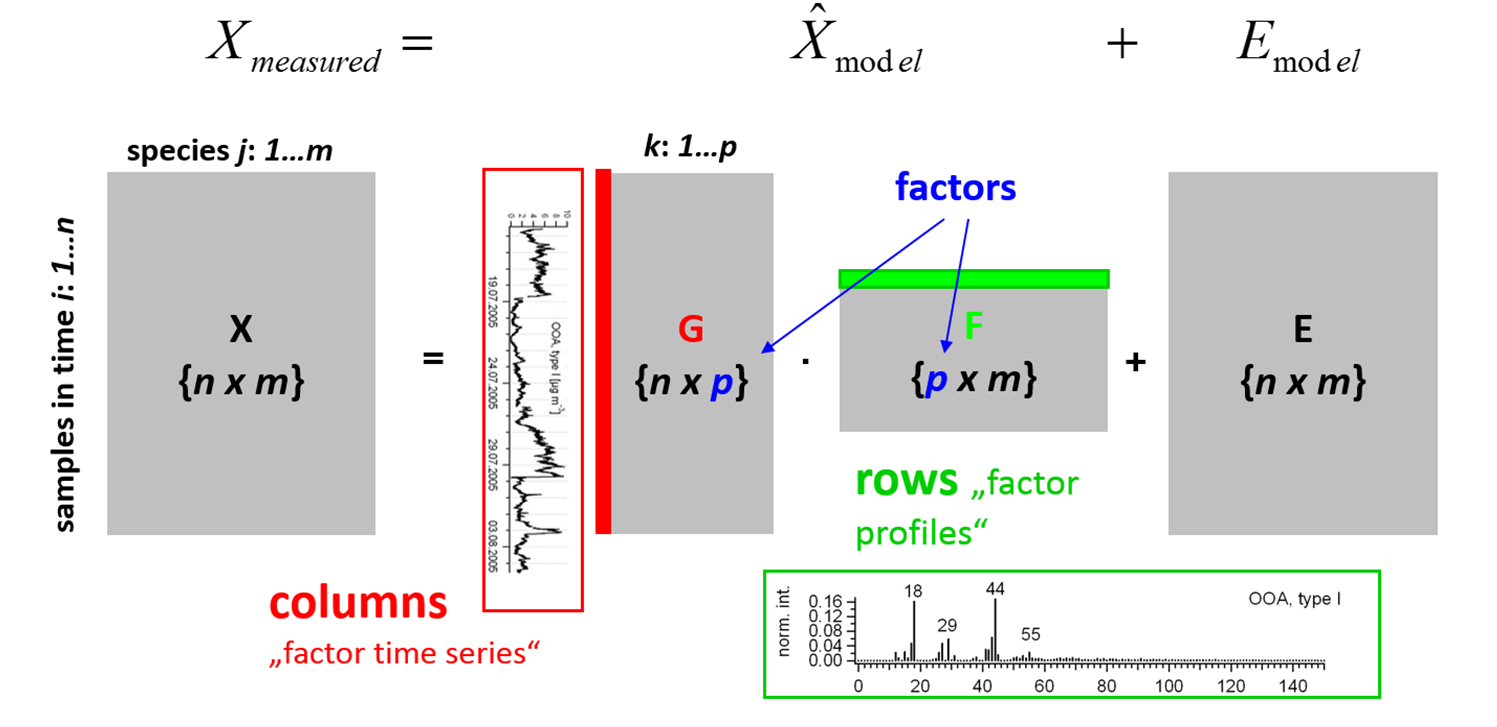 X measured = X̂ model + E model
species j: 1...m
k: 1...p
factors
samples in time i: 1...n
X
{n x m}
=
0 2 4 6 8 10
19.07.2005 24.07.2005 29.07.2005 03.08.2005
OOA, type I [µg m⁻³]
G
{n x p}
·
F
{p x m}
+
E
{n x m}
rows „factor
profiles“
columns
„factor time series“
norm. int.
0.16
0.12
0.08
0.04
0.00
18
29
44
55
OOA, type I
0 20 40 60 80 100 120 140